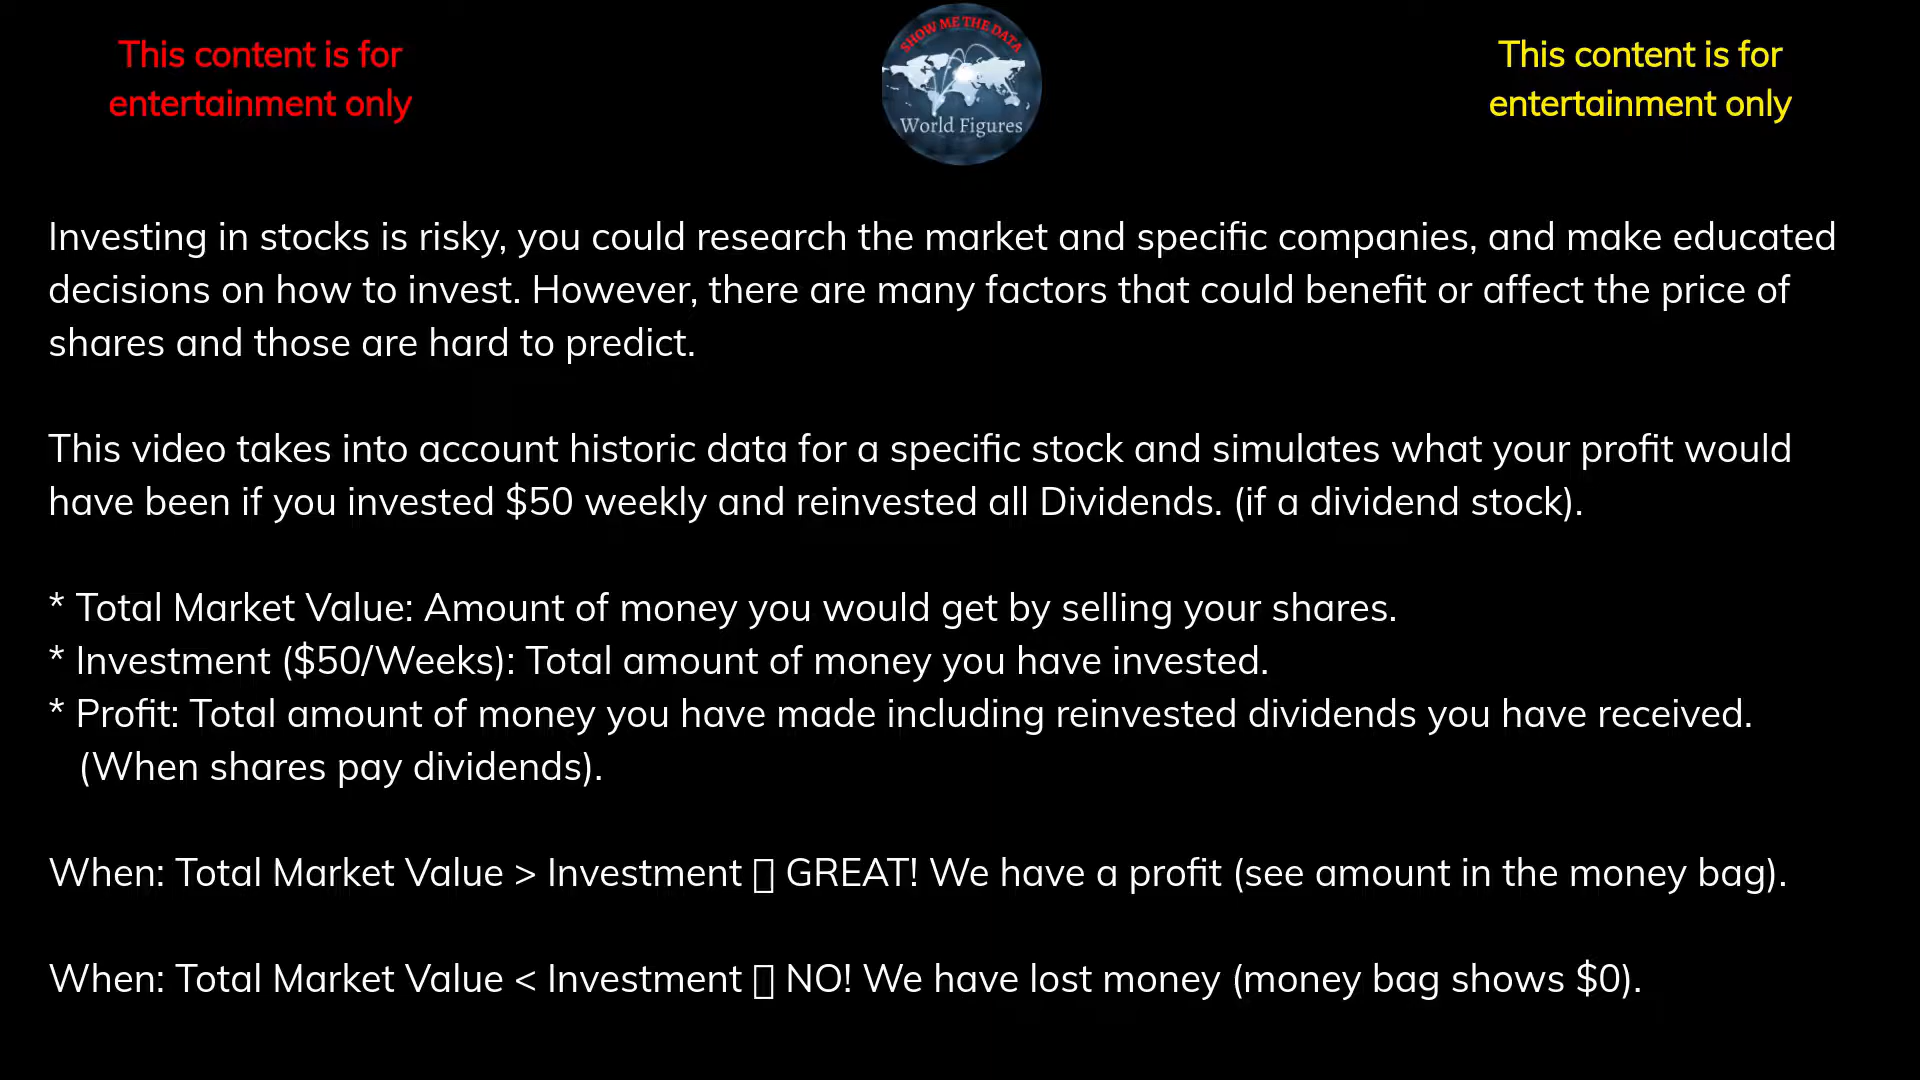 This content is for
entertainment only
SHOW ME THE DATA
World Figures
This content is for
entertainment only
Investing in stocks is risky, you could research the market and specific companies, and make educated
decisions on how to invest. However, there are many factors that could benefit or affect the price of
shares and those are hard to predict.
This video takes into account historic data for a specific stock and simulates what your profit would
have been if you invested $50 weekly and reinvested all Dividends. (if a dividend stock).
* Total Market Value: Amount of money you would get by selling your shares.
* Investment ($50/Weeks): Total amount of money you have invested.
* Profit: Total amount of money you have made including reinvested dividends you have received.
(When shares pay dividends).
When: Total Market Value > Investment ▯ GREAT! We have a profit (see amount in the money bag).
When: Total Market Value < Investment ▯ NO! We have lost money (money bag shows $0).